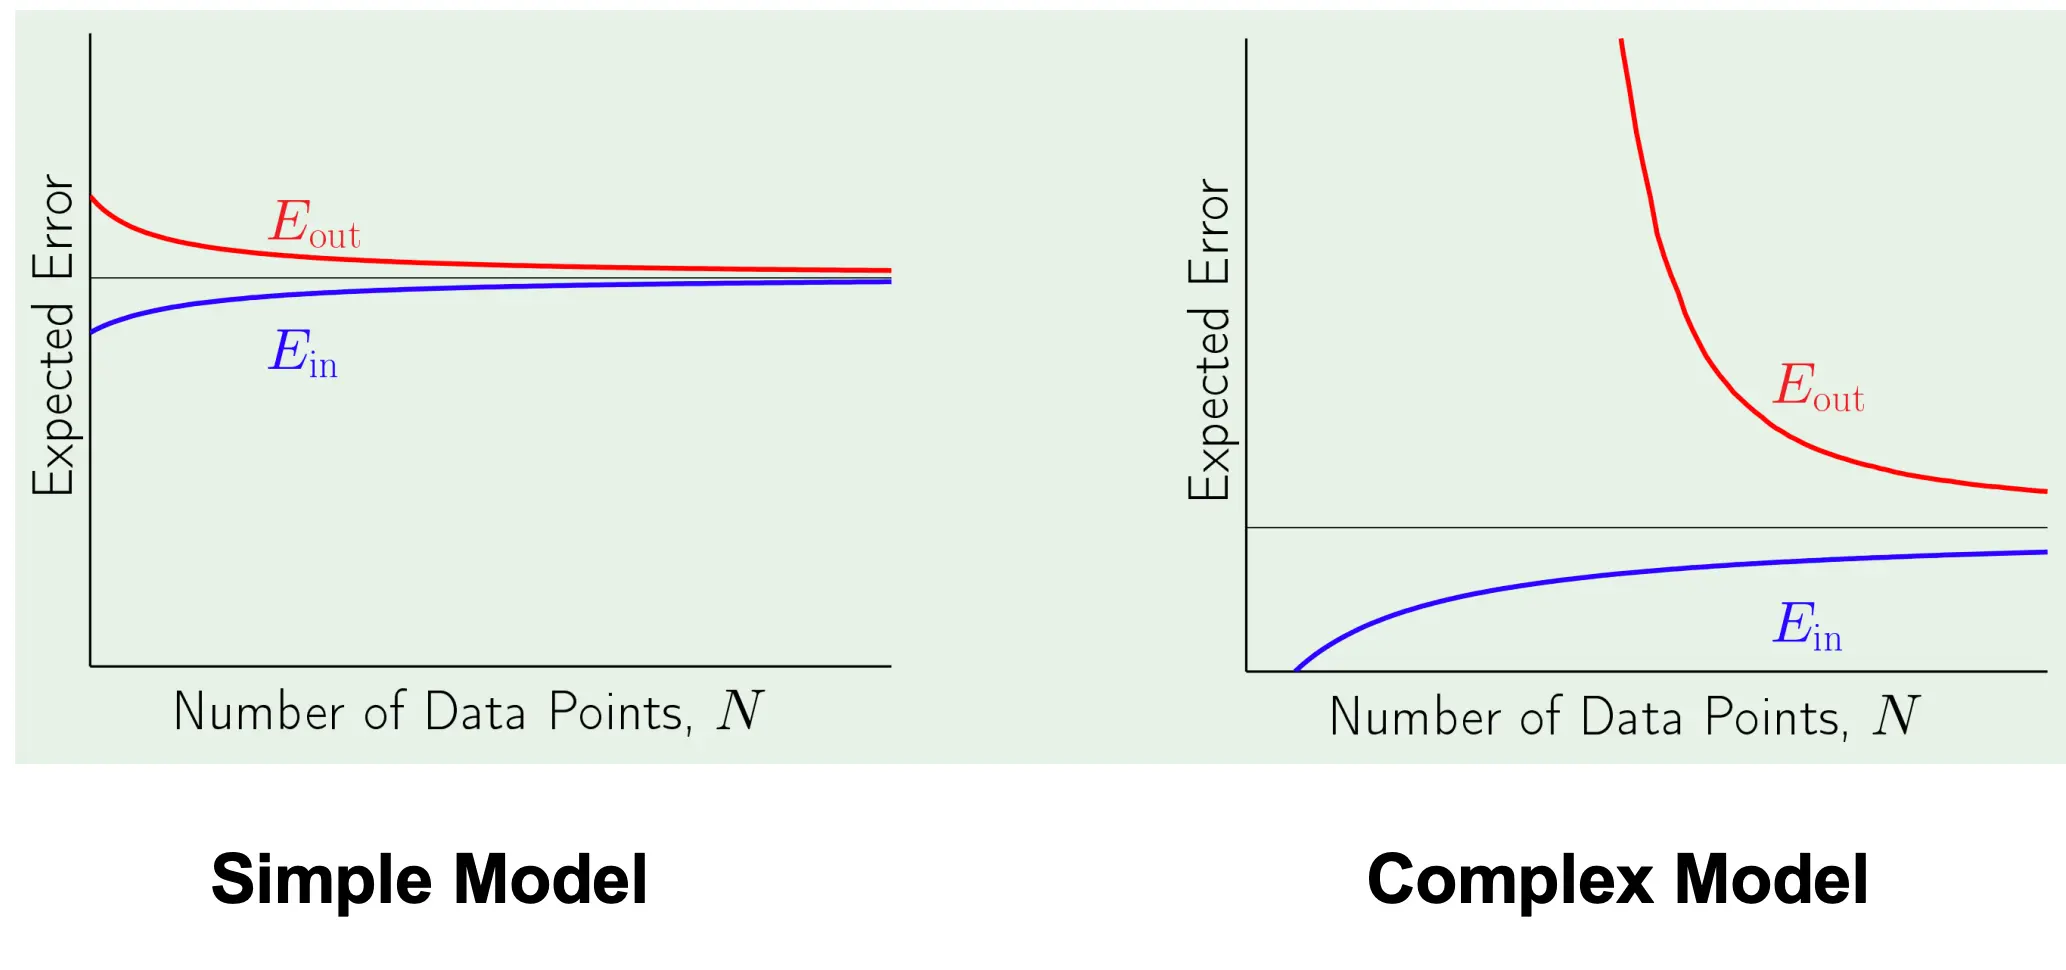 Expected Error
E_out
E_in
Number of Data Points, N
Simple Model
Expected Error
E_out
E_in
Number of Data Points, N
Complex Model